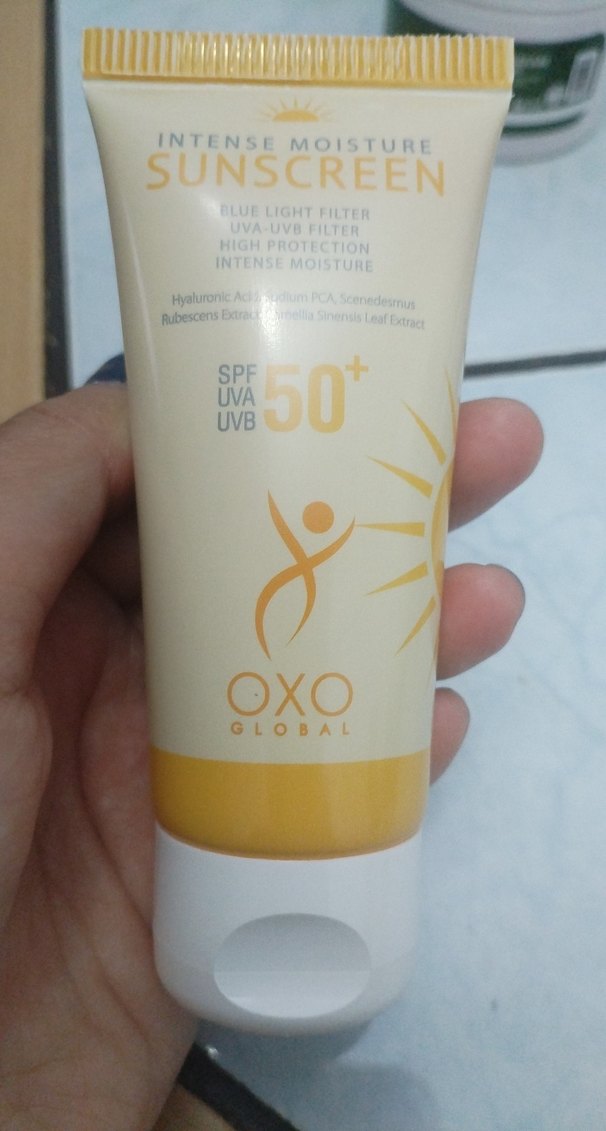 INTENSE MOISTURE
SUNSCREEN
BLUE LIGHT FILTER
UVA-UVB FILTER
HIGH PROTECTION
INTENSE MOISTURE
Hyaluronic Acid, Sodium PCA, Scenedesmus
Rubescens Extract, Camellia Sinensis Leaf Extract
SPF
UVA
UVB
50+
OXO
GLOBAL